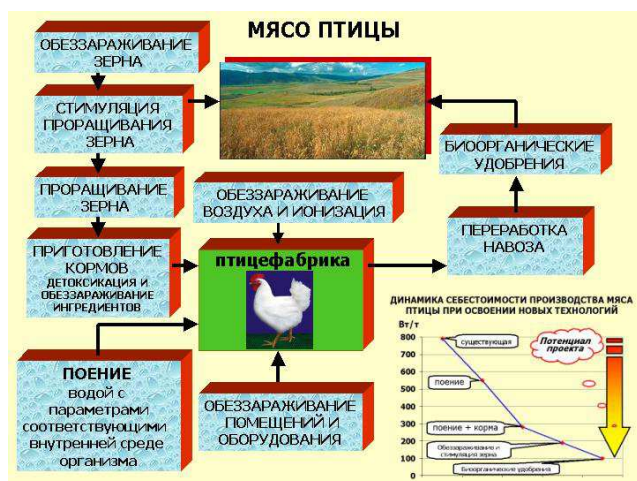 МЯСО ПТИЦЫ
ОБЕЗЗАРАЖИВАНИЕ
ЗЕРНА
СТИМУЛЯЦИЯ
ПРОРАЩИВАНИЯ
ЗЕРНА
ПРОРАЩИВАНИЕ
ЗЕРНА
ПРИГОТОВЛЕНИЕ
КОРМОВ
ДЕТОКСИКАЦИЯ И
ОБЕЗЗАРАЖИВАНИЕ
ИНГРЕДИЕНТОВ
ПОЕНИЕ
водой с
параметрами
соответствующими
внутренней среде
организма
ОБЕЗЗАРАЖИВАНИЕ
ВОЗДУХА И ИОНИЗАЦИЯ
птицефабрика
ОБЕЗЗАРАЖИВАНИЕ
ПОМЕЩЕНИЙ И
ОБОРУДОВАНИЯ
БИООРГАНИЧЕСКИЕ
УДОБРЕНИЯ
ПЕРЕРАБОТКА
НАВОЗА
ДИНАМИКА СЕБЕСТОИМОСТИ ПРОИЗВОДСТВА МЯСА
ПТИЦЫ ПРИ ОСВОЕНИИ НОВЫХ ТЕХНОЛОГИЙ
Вт/т
800
700
600
500
400
300
200
100
0
существующая
поение
поение + корма
Обеззараживание и
стимуляция зерна
Биоорганические удобрения
Потенциал
проекта